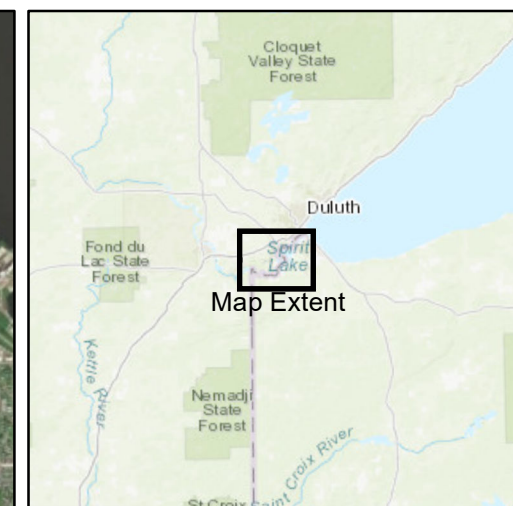 Cloquet
Valley State
Forest
Duluth
Fond du
Lac State
Forest
Spirit
Lake
Map Extent
Kettle River
Nemadji
State
Forest
Saint Croix River
St Croix